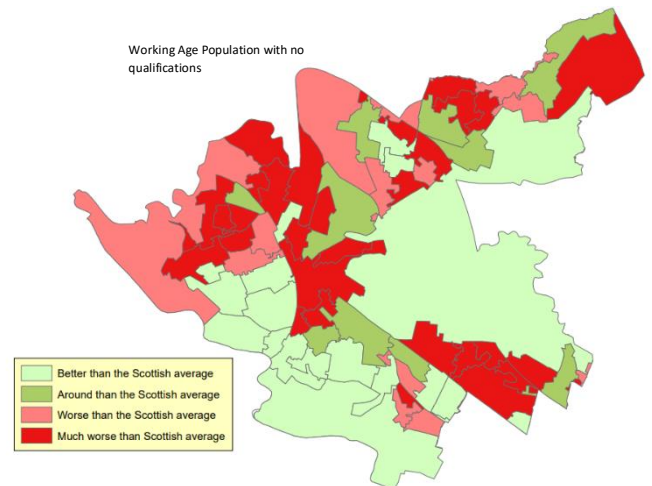 Working Age Population with no
qualifications
Better than the Scottish average
Around than the Scottish average
Worse than the Scottish average
Much worse than Scottish average